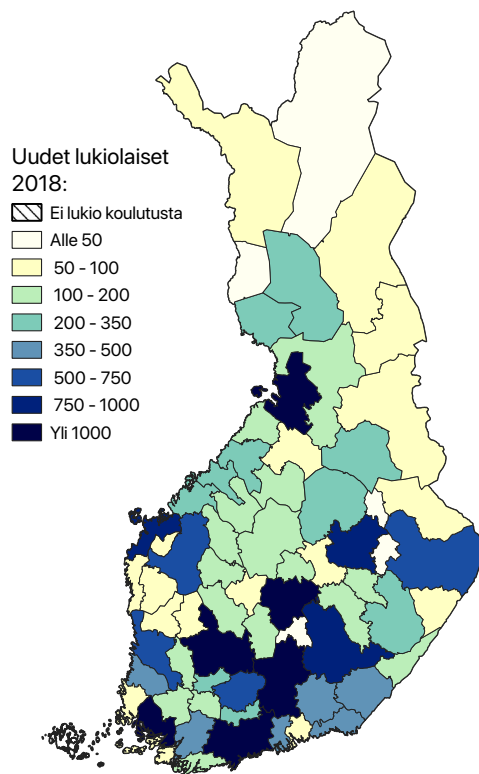 Uudet lukiolaiset
2018:
Ei lukio koulutusta
Alle 50
50 - 100
100 - 200
200 - 350
350 - 500
500 - 750
750 - 1000
Yli 1000